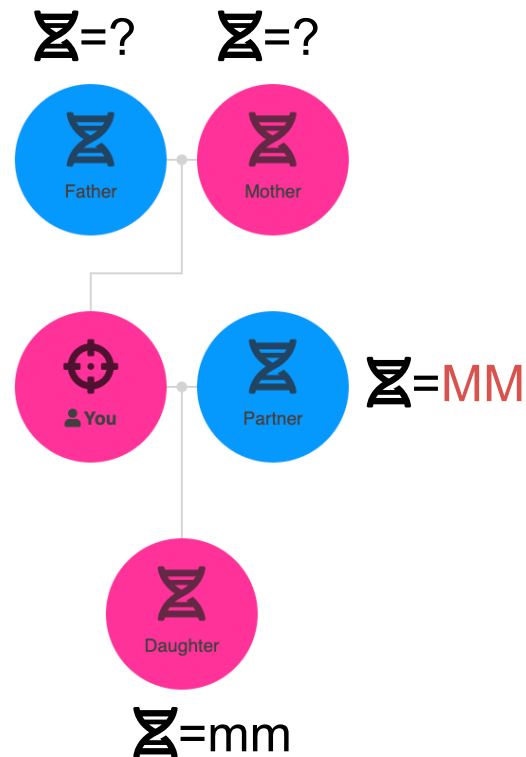 =? =?
Father Mother
You Partner =MM
Daughter
=mm